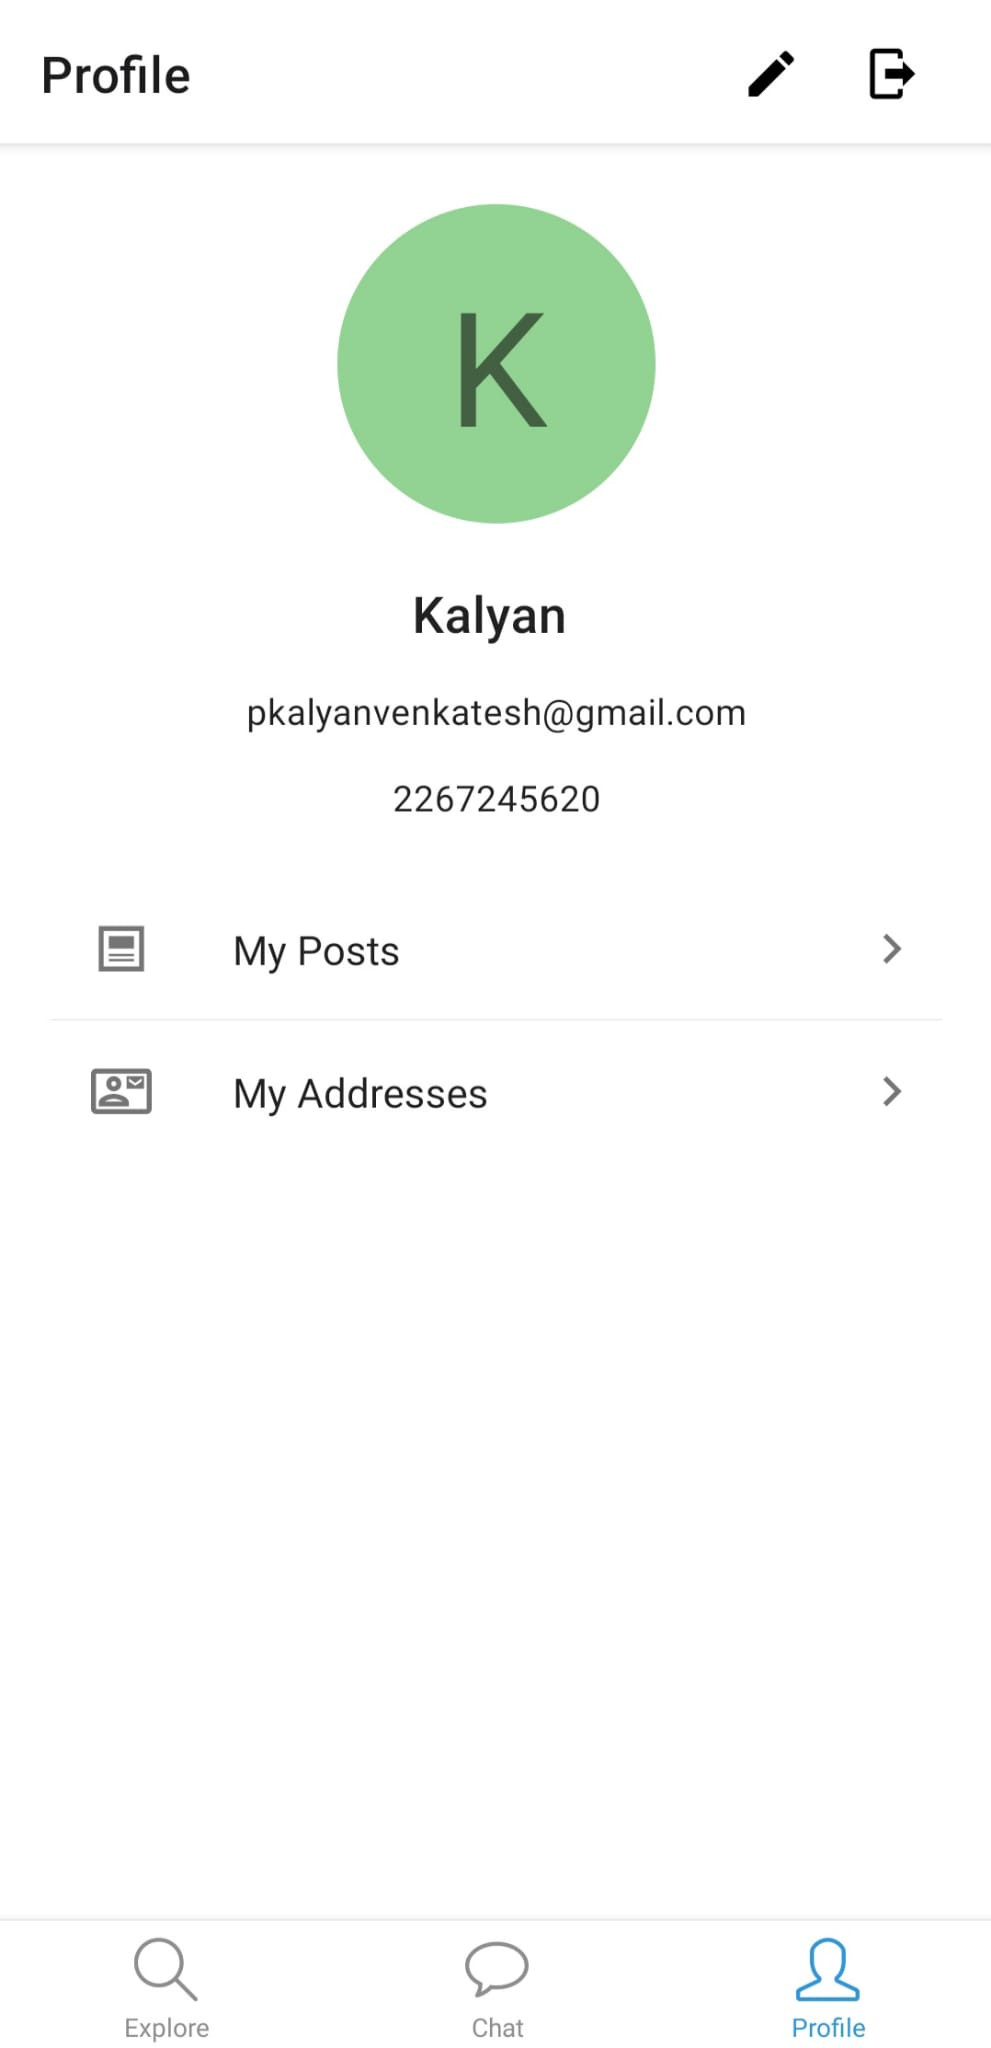 Profile
K
Kalyan
pkalyanvenkatesh@gmail.com
2267245620
My Posts
My Addresses
Explore
Chat
Profile